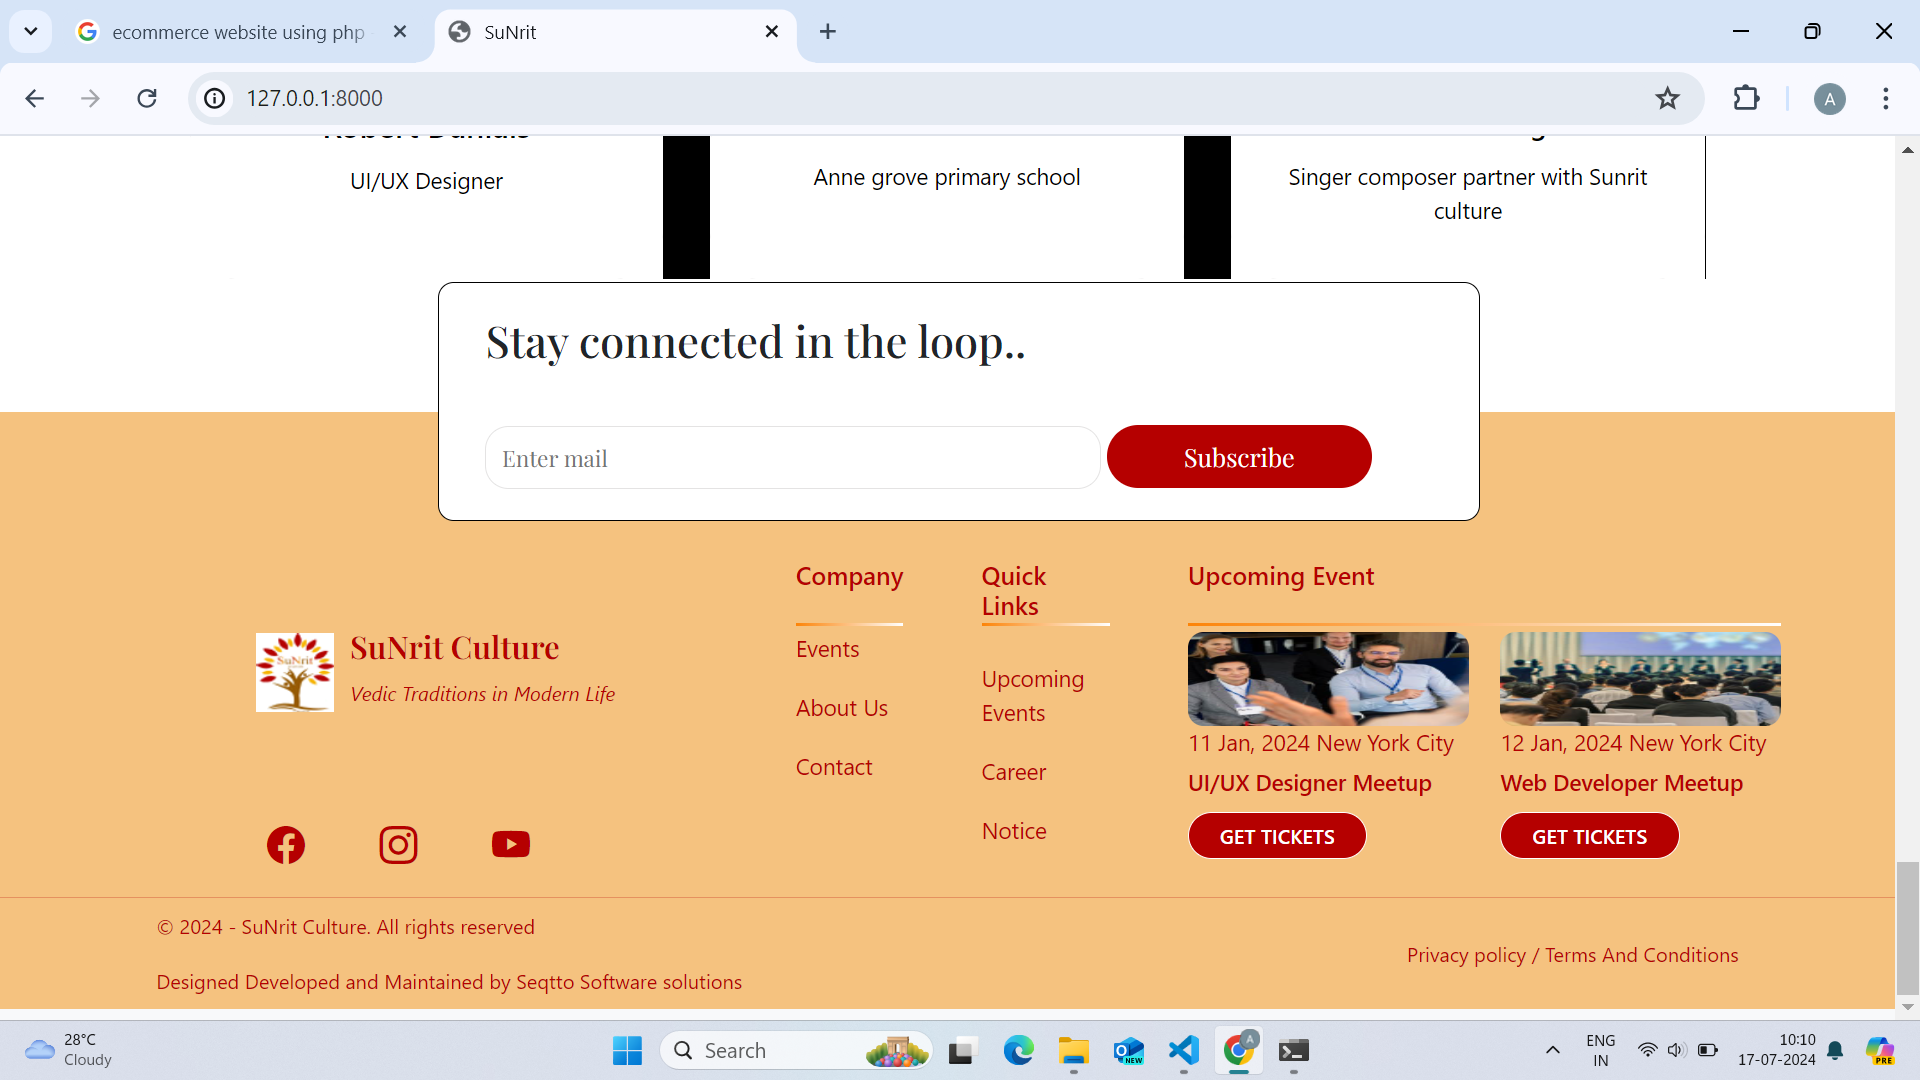 ecommerce website using php
SuNrit
127.0.0.1:8000
A
UI/UX Designer
Anne grove primary school
Singer composer partner with Sunrit
culture
Stay connected in the loop..
Enter mail
Subscribe
Company
Quick
Links
Upcoming Event
SuNrit
SuNrit Culture
Vedic Traditions in Modern Life
Events
About Us
Contact
Upcoming
Events
Career
Notice
11 Jan, 2024 New York City
UI/UX Designer Meetup
GET TICKETS
12 Jan, 2024 New York City
Web Developer Meetup
GET TICKETS
© 2024 - SuNrit Culture. All rights reserved
Designed Developed and Maintained by Seqtto Software solutions
Privacy policy / Terms And Conditions
28°C
Cloudy
Search
NEW
A
ENG
IN
10:10
17-07-2024
PRE